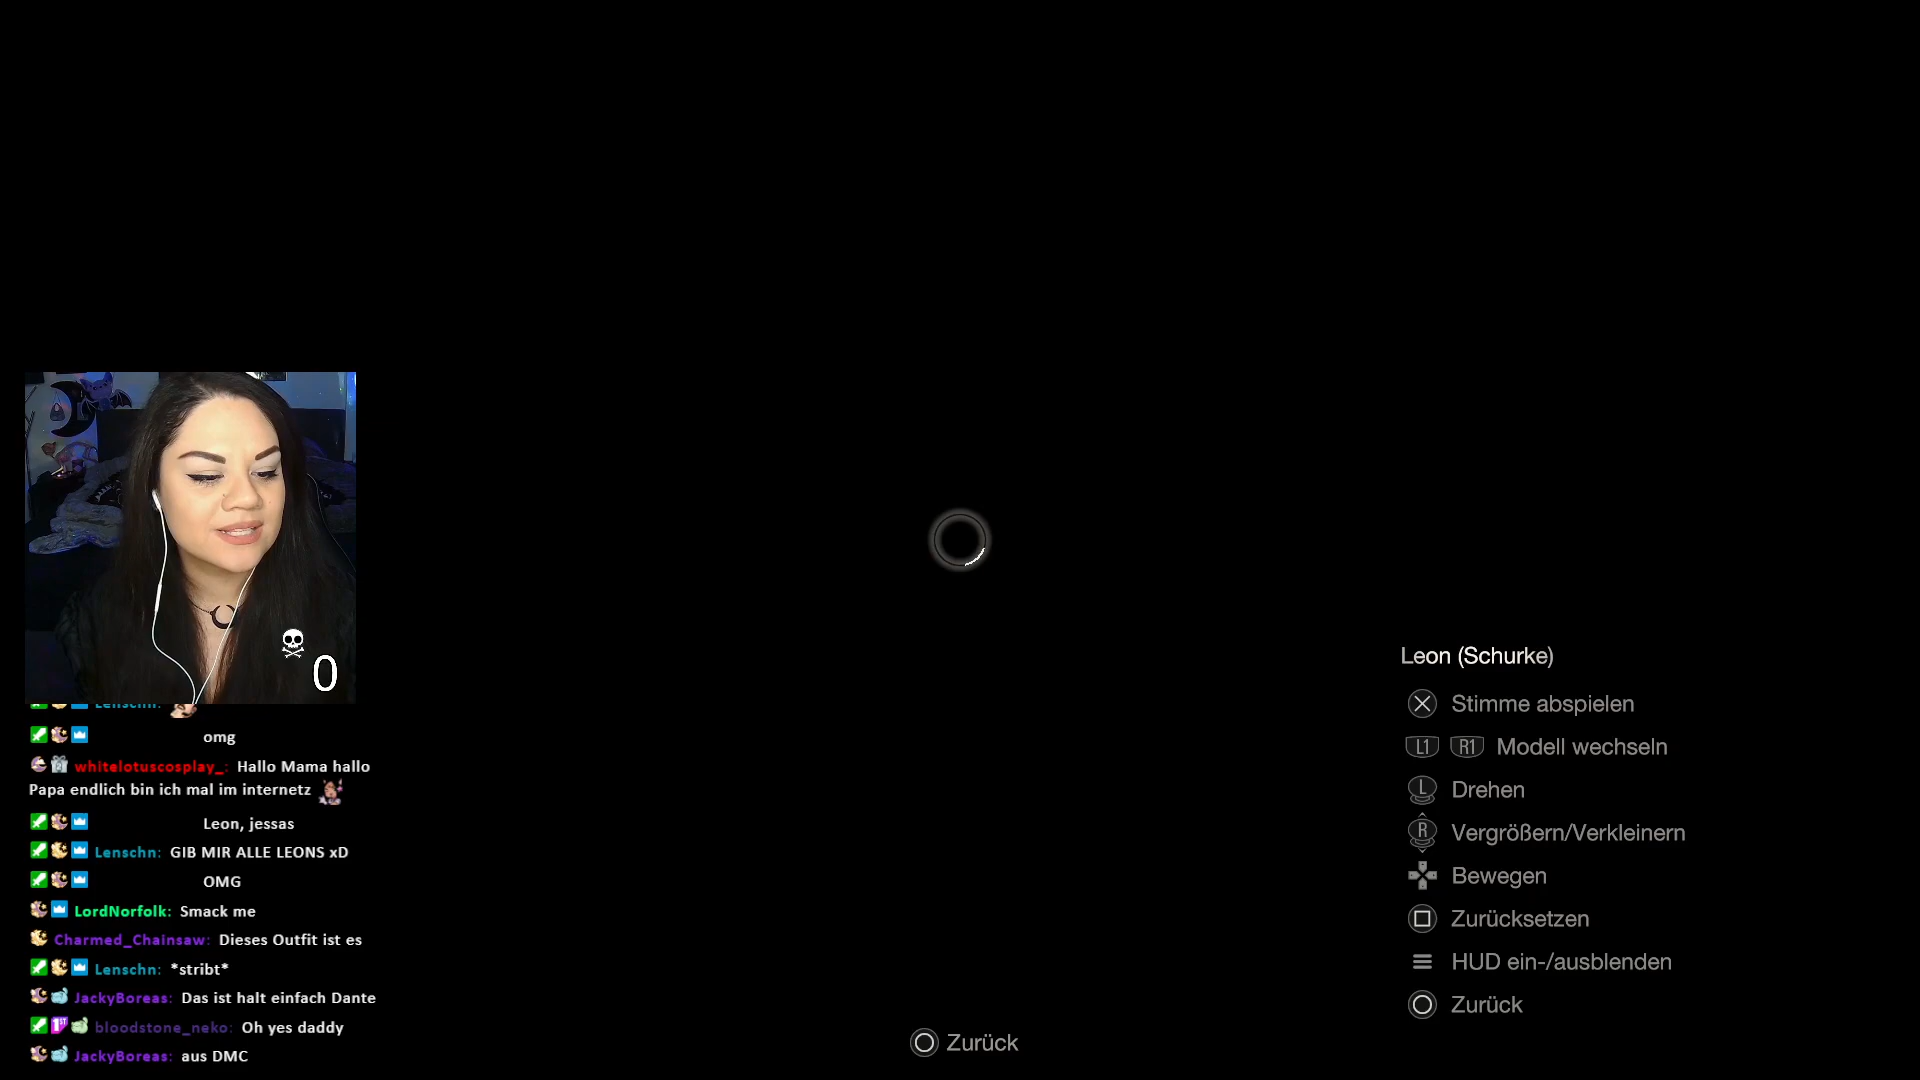 0
Lenschn:
omg
whitelotuscosplay_: Hallo Mama hallo
Papa endlich bin ich mal im internetz
Leon, jessas
Lenschn: GIB MIR ALLE LEONS xD
OMG
LordNorfolk: Smack me
Charmed_Chainsaw: Dieses Outfit ist es
Lenschn: *stribt*
JackyBoreas: Das ist halt einfach Dante
1ST bloodstone_neko: Oh yes daddy
JackyBoreas: aus DMC
Leon (Schurke)
Stimme abspielen
L1 R1 Modell wechseln
L Drehen
R Vergrößern/Verkleinern
Bewegen
Zurücksetzen
HUD ein-/ausblenden
Zurück
Zurück